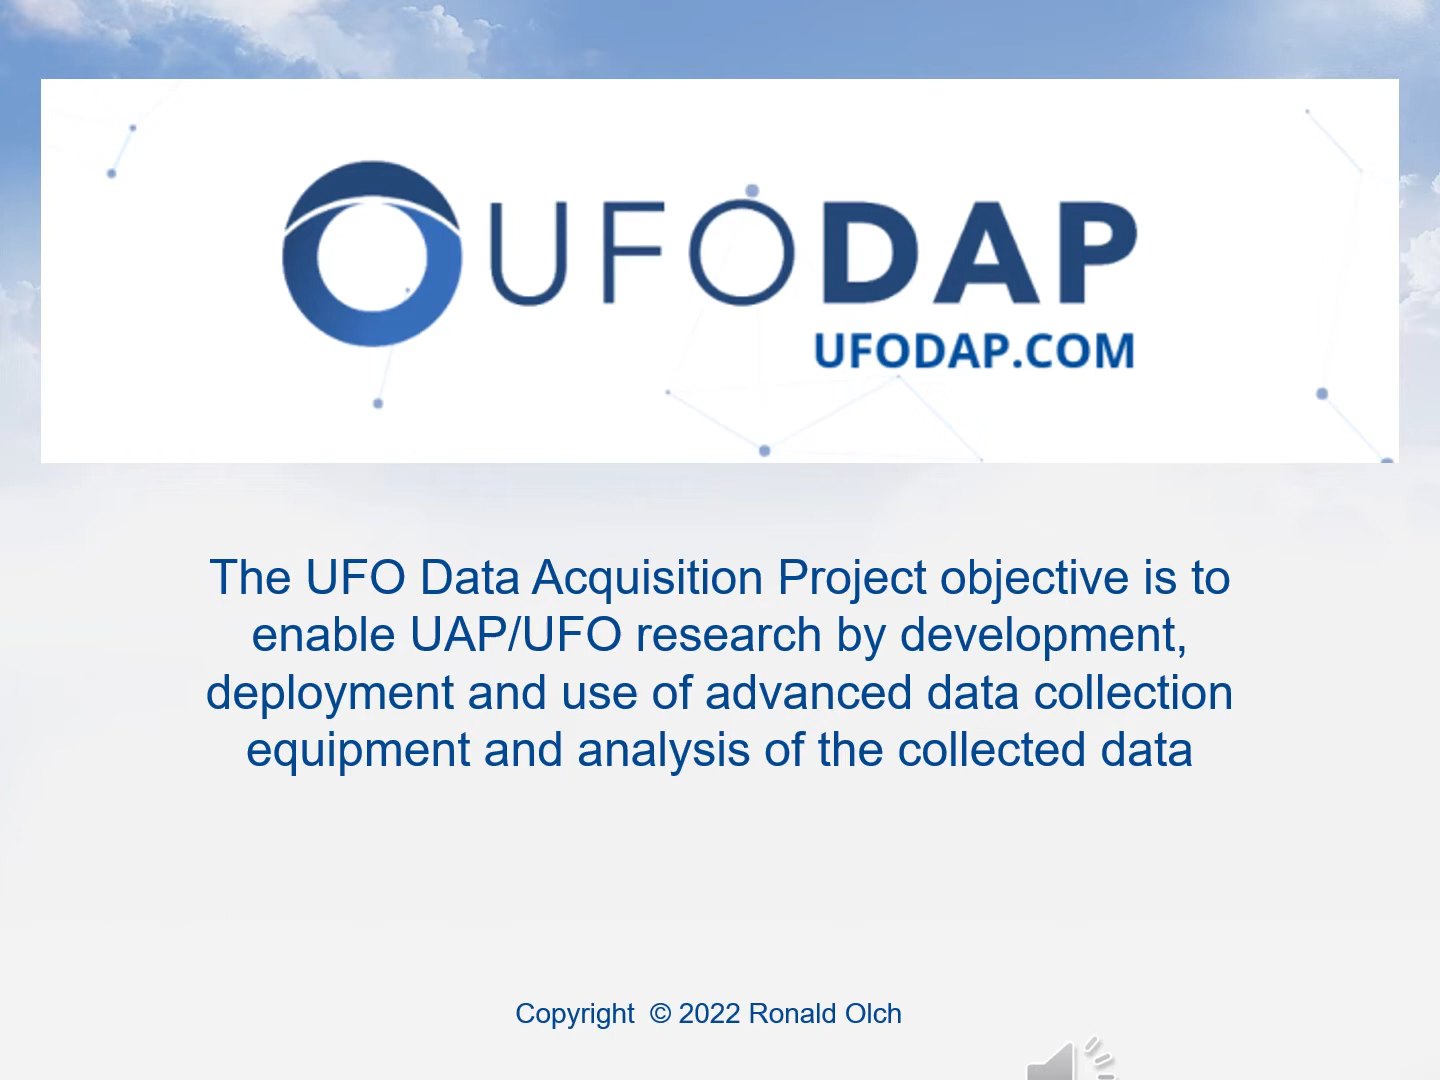 UFODAP
UFODAP.COM
The UFO Data Acquisition Project objective is to
enable UAP/UFO research by development,
deployment and use of advanced data collection
equipment and analysis of the collected data
Copyright © 2022 Ronald Olch